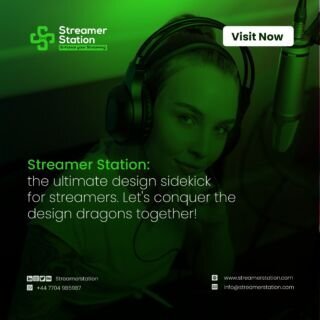 Streamer
Station
Visit Now
Streamer Station:
the ultimate design sidekick
for streamers. Let's conquer the
design dragons together!
Streamerstation
www.streamerstation.com
+44 7704 985987
info@streamerstation.com